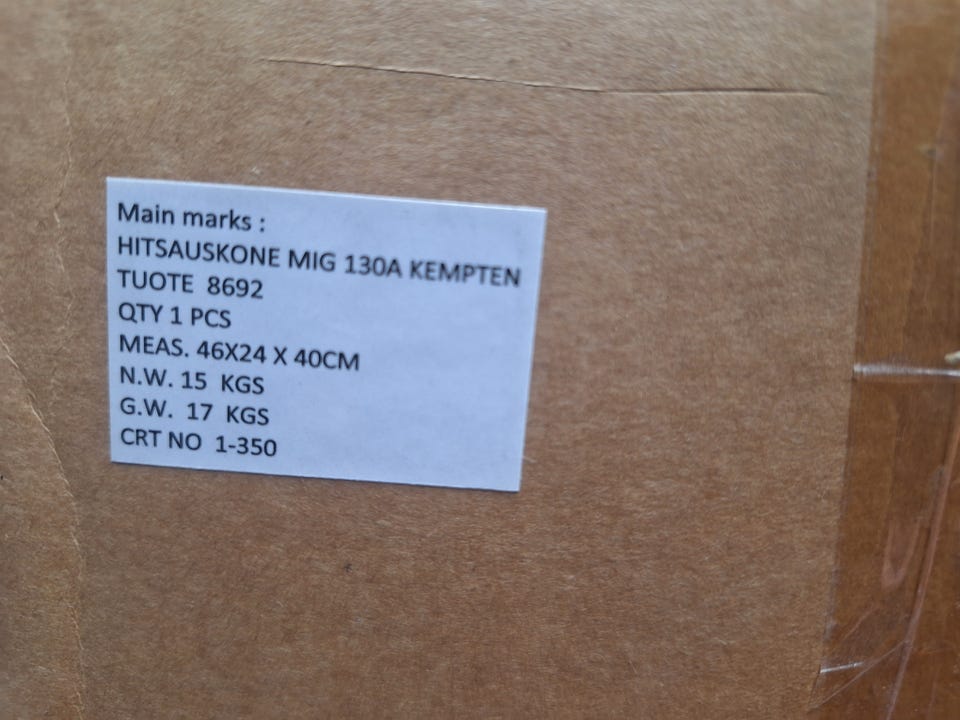 Main marks :
HITSAUSKONE MIG 130A KEMPTEN
TUOTE 8692
QTY 1 PCS
MEAS. 46X24 X 40CM
N.W. 15 KGS
G.W. 17 KGS
CRT NO 1-350